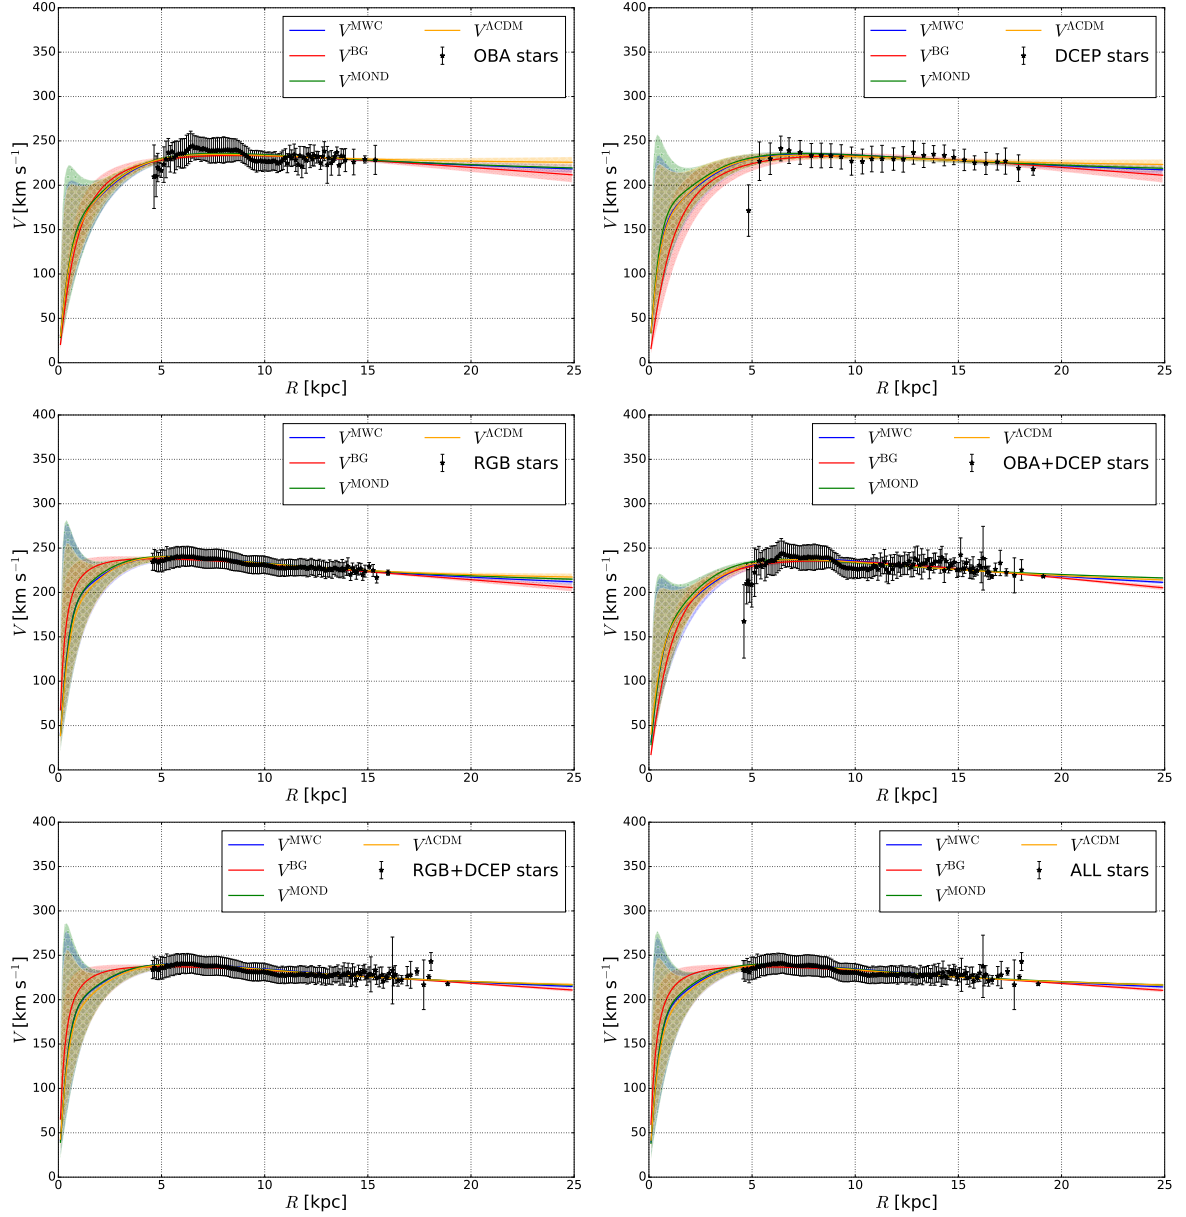 400
350
300
250
200
150
100
50
0
V [km s⁻¹]
V^MWC V^ΛCDM
V^BG OBA stars
V^MOND
0 5 10 15 20 25
R [kpc]
400
350
300
250
200
150
100
50
0
V [km s⁻¹]
V^MWC V^ΛCDM
V^BG DCEP stars
V^MOND
0 5 10 15 20 25
R [kpc]
400
350
300
250
200
150
100
50
0
V [km s⁻¹]
V^MWC V^ΛCDM
V^BG RGB stars
V^MOND
0 5 10 15 20 25
R [kpc]
400
350
300
250
200
150
100
50
0
V [km s⁻¹]
V^MWC V^ΛCDM
V^BG OBA+DCEP stars
V^MOND
0 5 10 15 20 25
R [kpc]
400
350
300
250
200
150
100
50
0
V [km s⁻¹]
V^MWC V^ΛCDM
V^BG RGB+DCEP stars
V^MOND
0 5 10 15 20 25
R [kpc]
400
350
300
250
200
150
100
50
0
V [km s⁻¹]
V^MWC V^ΛCDM
V^BG ALL stars
V^MOND
0 5 10 15 20 25
R [kpc]